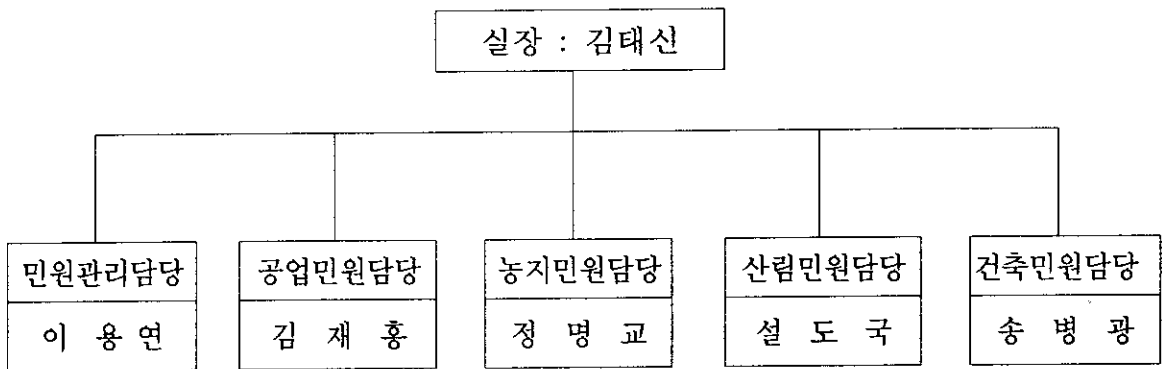 실장 : 김태신
민원관리담당 공업민원담당 농지민원담당 산림민원담당 건축민원담당
이 용 연 김 재 홍 정 명 교 설 도 국 송 병 광